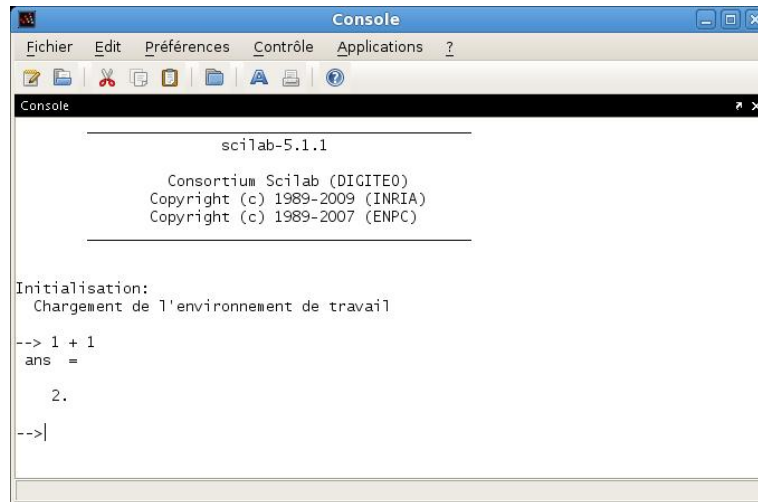 Console
Fichier Edit Préférences Contrôle Applications ?
Console
scilab-5.1.1
Consortium Scilab (DIGITEO)
Copyright (c) 1989-2009 (INRIA)
Copyright (c) 1989-2007 (ENPC)
Initialisation:
Chargement de l'environnement de travail
--> 1 + 1
ans =
2.
-->